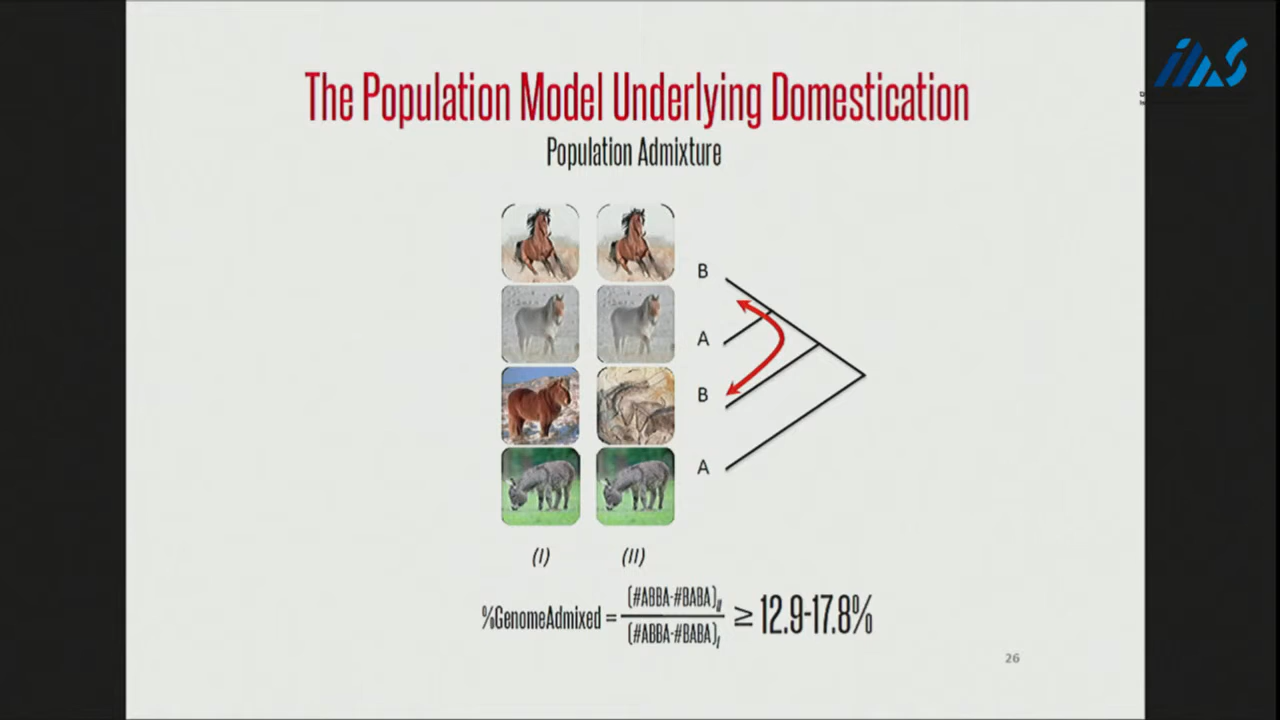 iaas
The Population Model Underlying Domestication
Population Admixture
B
A
B
A
(I) (II)
%GenomeAdmixed = (#ABBA-#BABA)II / (#ABBA-#BABA)I ≥ 12.9-17.8%
26